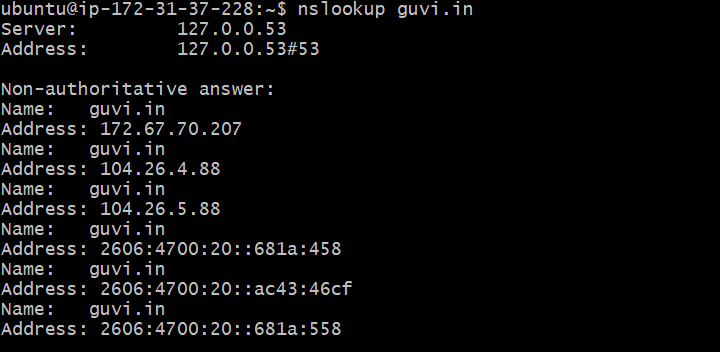 ubuntu@ip-172-31-37-228:~$ nslookup guvi.in
Server:         127.0.0.53
Address:        127.0.0.53#53

Non-authoritative answer:
Name:   guvi.in
Address: 172.67.70.207
Name:   guvi.in
Address: 104.26.4.88
Name:   guvi.in
Address: 104.26.5.88
Name:   guvi.in
Address: 2606:4700:20::681a:458
Name:   guvi.in
Address: 2606:4700:20::ac43:46cf
Name:   guvi.in
Address: 2606:4700:20::681a:558